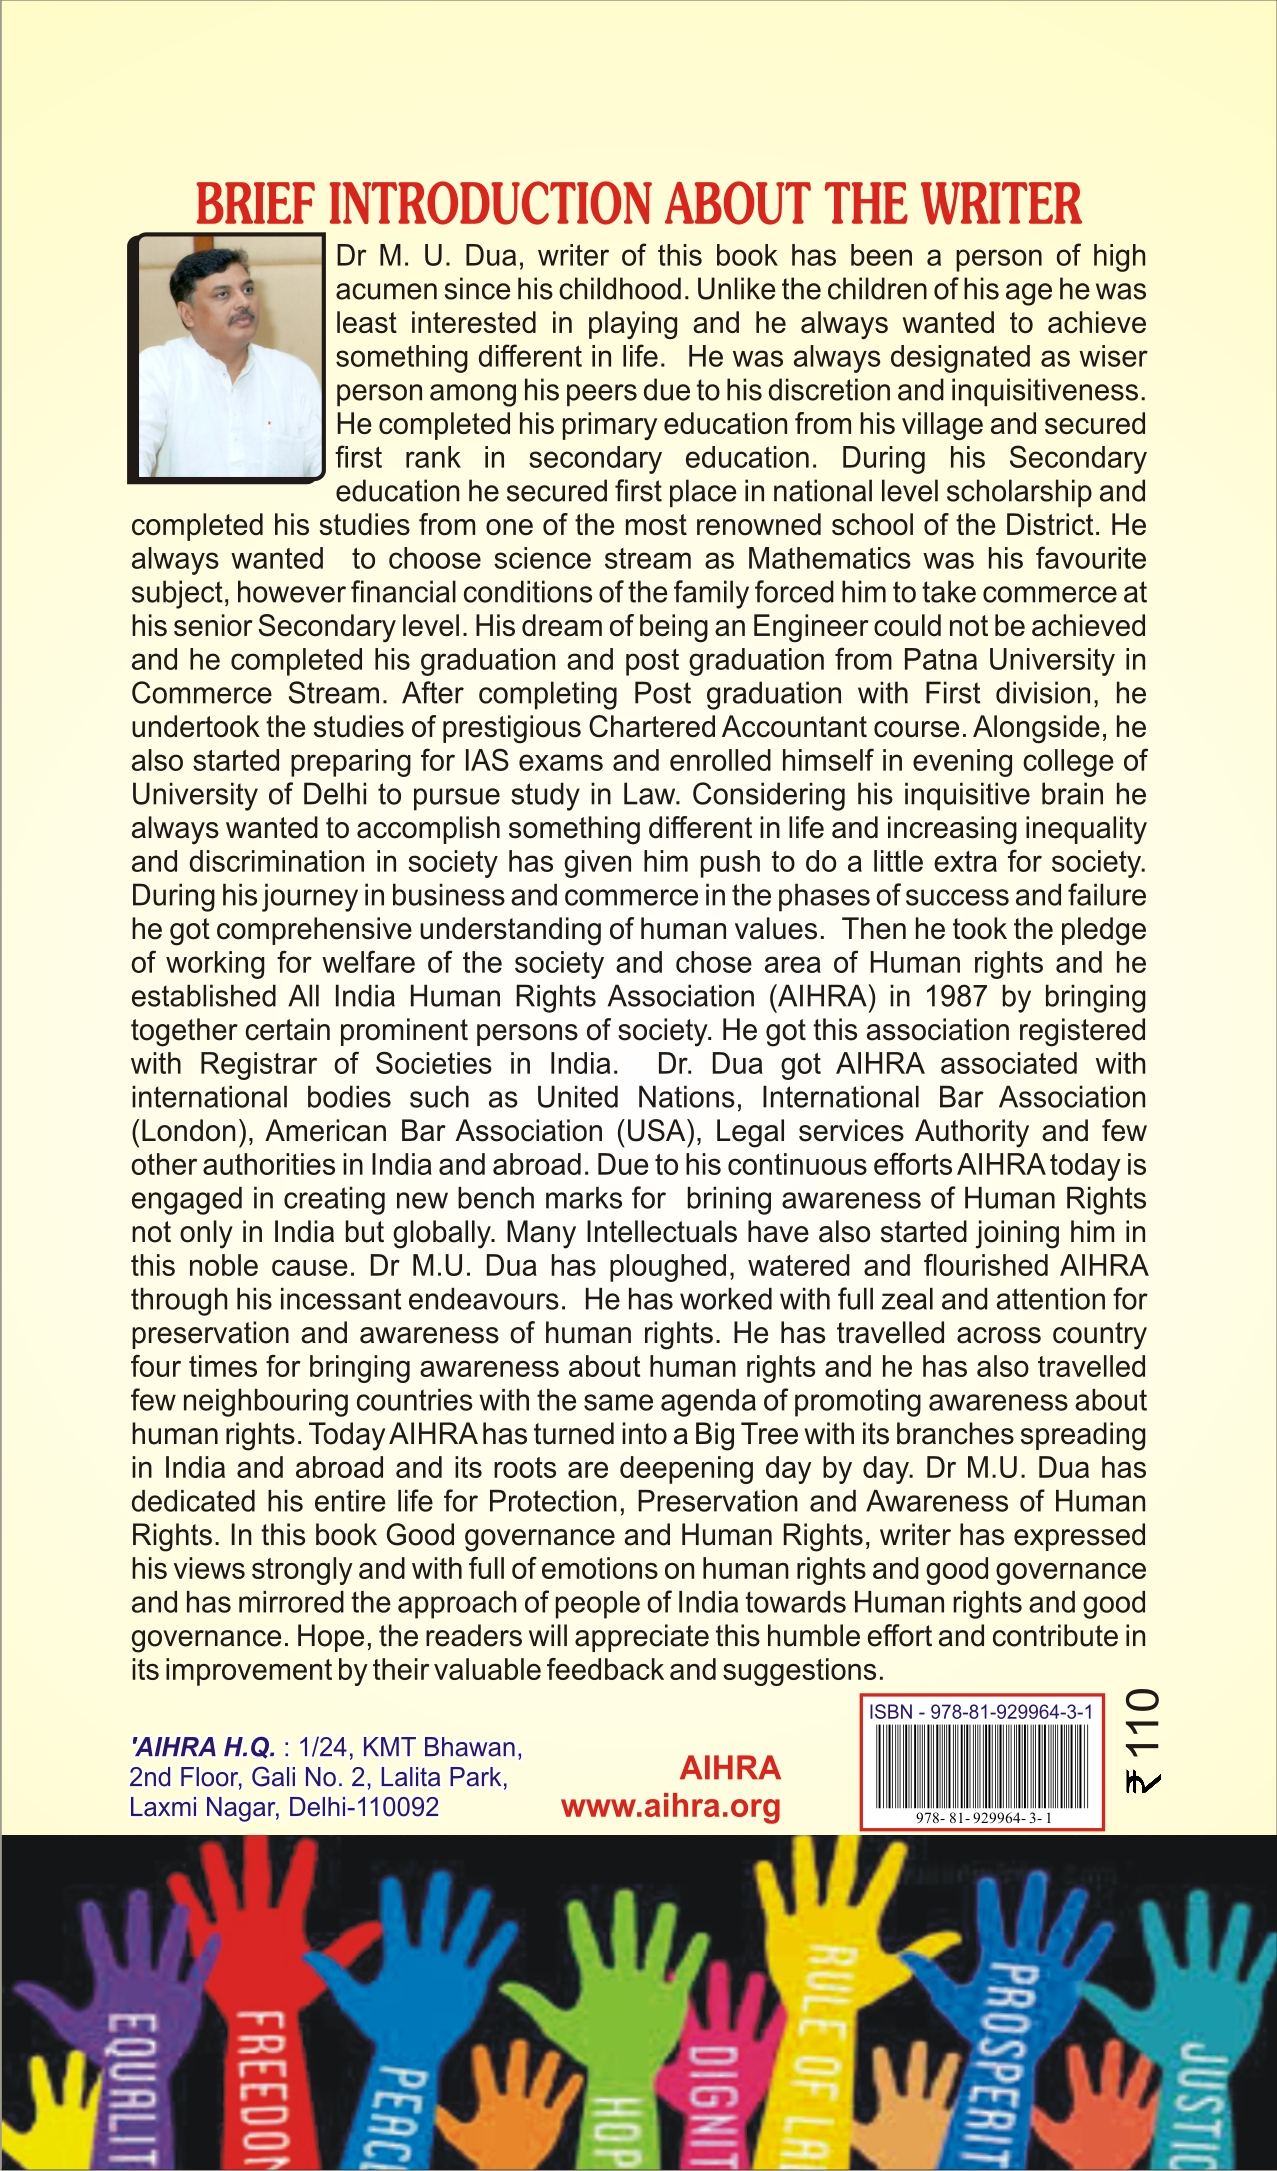 BRIEF INTRODUCTION ABOUT THE WRITER
Dr M. U. Dua, writer of this book has been a person of high
acumen since his childhood. Unlike the children of his age he was
least interested in playing and he always wanted to achieve
something different in life. He was always designated as wiser
person among his peers due to his discretion and inquisitiveness.
He completed his primary education from his village and secured
first rank in secondary education. During his Secondary
education he secured first place in national level scholarship and
completed his studies from one of the most renowned school of the District. He
always wanted to choose science stream as Mathematics was his favourite
subject, however financial conditions of the family forced him to take commerce at
his senior Secondary level. His dream of being an Engineer could not be achieved
and he completed his graduation and post graduation from Patna University in
Commerce Stream. After completing Post graduation with First division, he
undertook the studies of prestigious Chartered Accountant course. Alongside, he
also started preparing for IAS exams and enrolled himself in evening college of
University of Delhi to pursue study in Law. Considering his inquisitive brain he
always wanted to accomplish something different in life and increasing inequality
and discrimination in society has given him push to do a little extra for society.
During his journey in business and commerce in the phases of success and failure
he got comprehensive understanding of human values. Then he took the pledge
of working for welfare of the society and chose area of Human rights and he
established All India Human Rights Association (AIHRA) in 1987 by bringing
together certain prominent persons of society. He got this association registered
with Registrar of Societies in India. Dr. Dua got AIHRA associated with
international bodies such as United Nations, International Bar Association
(London), American Bar Association (USA), Legal services Authority and few
other authorities in India and abroad. Due to his continuous efforts AIHRA today is
engaged in creating new bench marks for brining awareness of Human Rights
not only in India but globally. Many Intellectuals have also started joining him in
this noble cause. Dr M.U. Dua has ploughed, watered and flourished AIHRA
through his incessant endeavours. He has worked with full zeal and attention for
preservation and awareness of human rights. He has travelled across country
four times for bringing awareness about human rights and he has also travelled
few neighbouring countries with the same agenda of promoting awareness about
human rights. Today AIHRA has turned into a Big Tree with its branches spreading
in India and abroad and its roots are deepening day by day. Dr M.U. Dua has
dedicated his entire life for Protection, Preservation and Awareness of Human
Rights. In this book Good governance and Human Rights, writer has expressed
his views strongly and with full of emotions on human rights and good governance
and has mirrored the approach of people of India towards Human rights and good
governance. Hope, the readers will appreciate this humble effort and contribute in
its improvement by their valuable feedback and suggestions.
'AIHRA H.Q. : 1/24, KMT Bhawan,
2nd Floor, Gali No. 2, Lalita Park,
Laxmi Nagar, Delhi-110092
AIHRA
www.aihra.org
ISBN - 978-81-929964-3-1
978- 81- 929964- 3- 1
₹ 110
EQUALIT
FREEDOM
PEAC
HOP
DIGNIT
RULE OF LA
PROSPERIT
JUSTIC